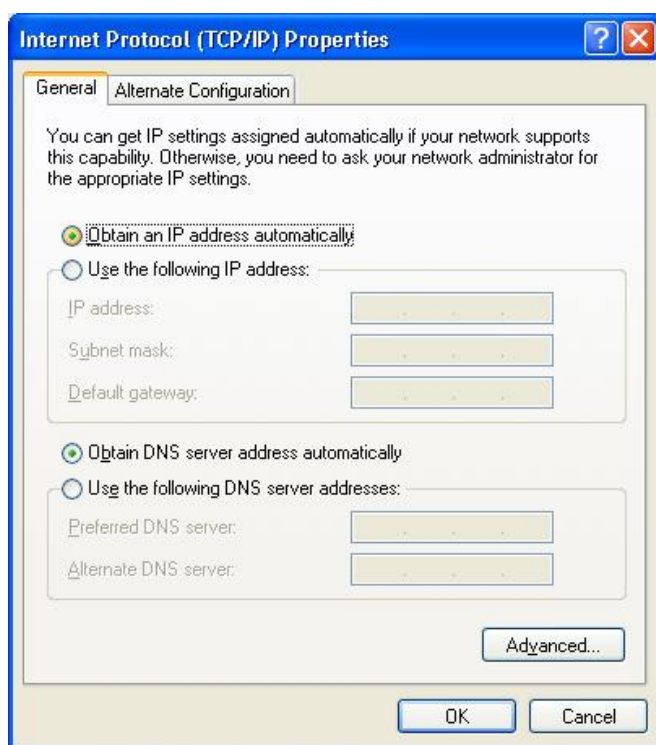 Internet Protocol (TCP/IP) Properties
General
Alternate Configuration
You can get IP settings assigned automatically if your network supports
this capability. Otherwise, you need to ask your network administrator for
the appropriate IP settings.
Obtain an IP address automatically
Use the following IP address:
IP address:
Subnet mask:
Default gateway:
Obtain DNS server address automatically
Use the following DNS server addresses:
Preferred DNS server:
Alternate DNS server:
Advanced...
OK
Cancel